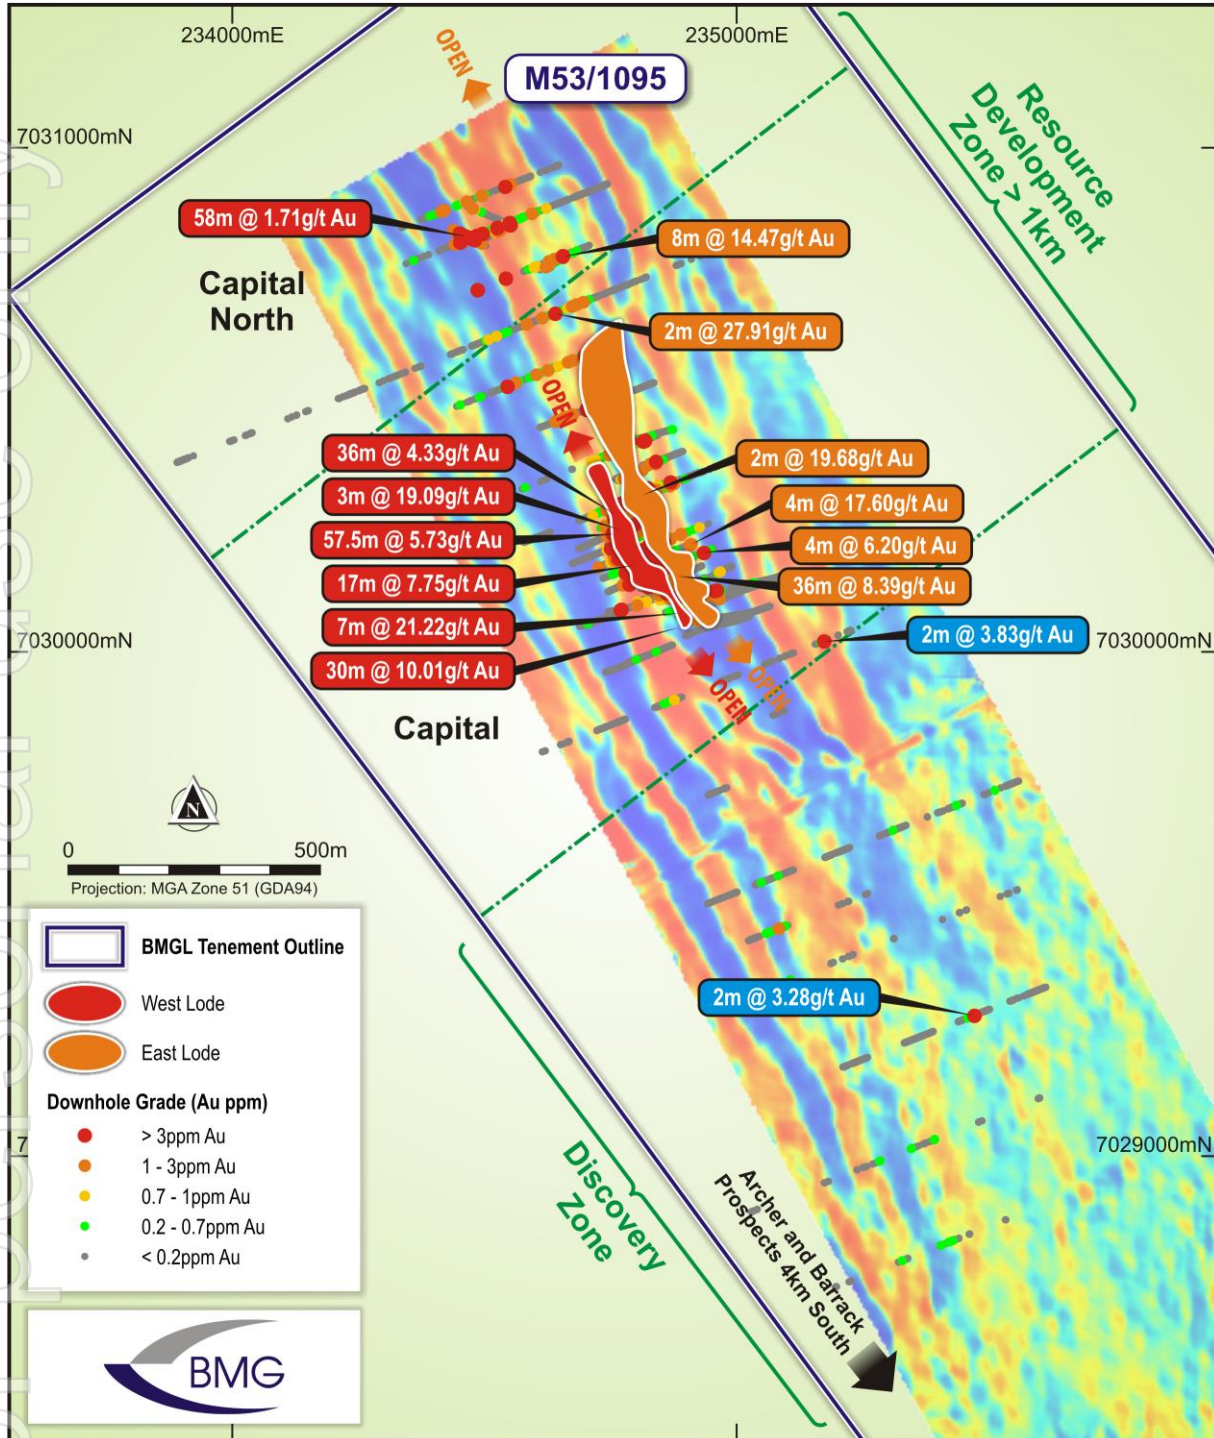 234000mE
235000mE
OPEN
M53/1095
7031000mN
Resource
Development
Zone > 1km
58m @ 1.71g/t Au
8m @ 14.47g/t Au
Capital
North
2m @ 27.91g/t Au
OPEN
36m @ 4.33g/t Au
2m @ 19.68g/t Au
3m @ 19.09g/t Au
4m @ 17.60g/t Au
57.5m @ 5.73g/t Au
4m @ 6.20g/t Au
17m @ 7.75g/t Au
36m @ 8.39g/t Au
7m @ 21.22g/t Au
2m @ 3.83g/t Au
7030000mN
7030000mN
30m @ 10.01g/t Au
OPEN
OPEN
Capital
N
0 500m
Projection: MGA Zone 51 (GDA94)
BMGL Tenement Outline
West Lode
East Lode
2m @ 3.28g/t Au
Downhole Grade (Au ppm)
> 3ppm Au
1 - 3ppm Au
0.7 - 1ppm Au
0.2 - 0.7ppm Au
< 0.2ppm Au
7
7029000mN
Discovery
Zone
Archer and Barrack
Prospects 4km South
BMG
For personal use only